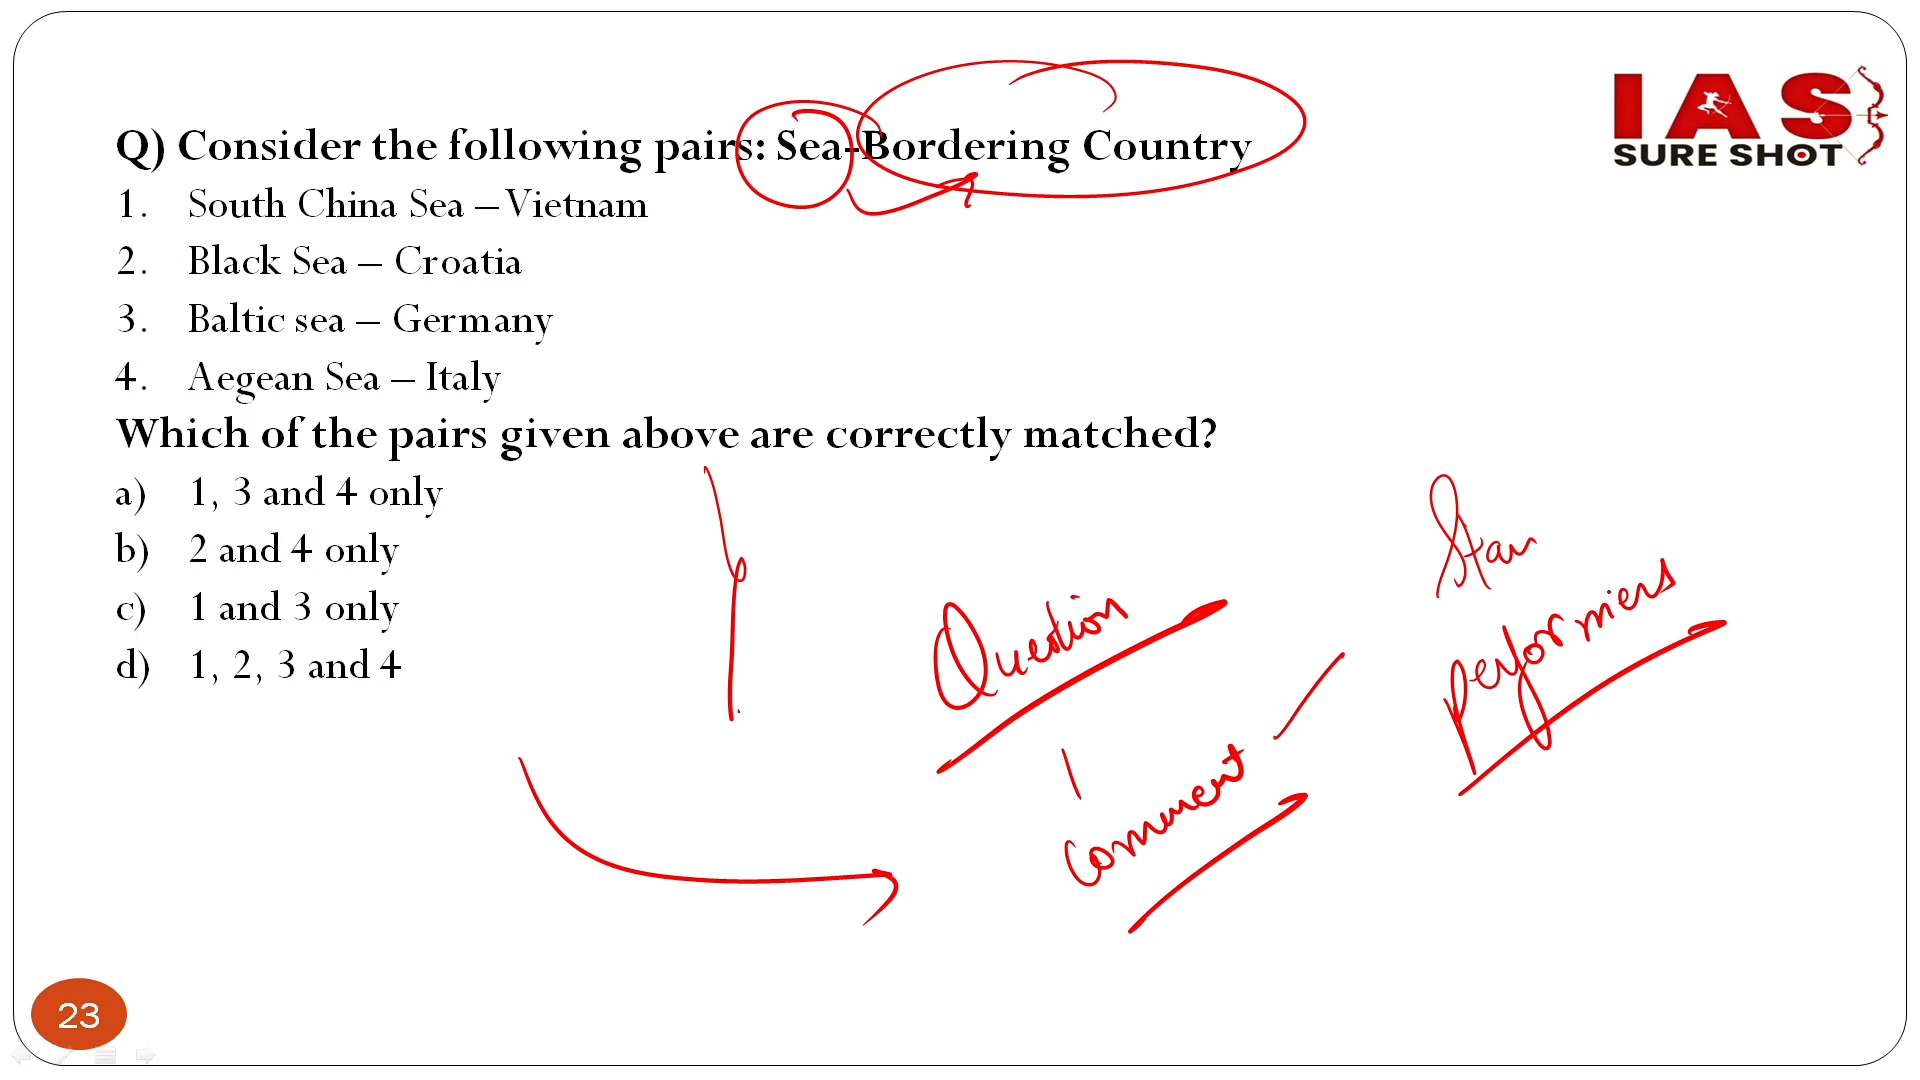 IAS
SURE SHOT
Q) Consider the following pairs: Sea-Bordering Country
1. South China Sea – Vietnam
2. Black Sea – Croatia
3. Baltic sea – Germany
4. Aegean Sea – Italy
Which of the pairs given above are correctly matched?
a) 1, 3 and 4 only
b) 2 and 4 only
c) 1 and 3 only
d) 1, 2, 3 and 4
Question
Comment
Star
performers
23